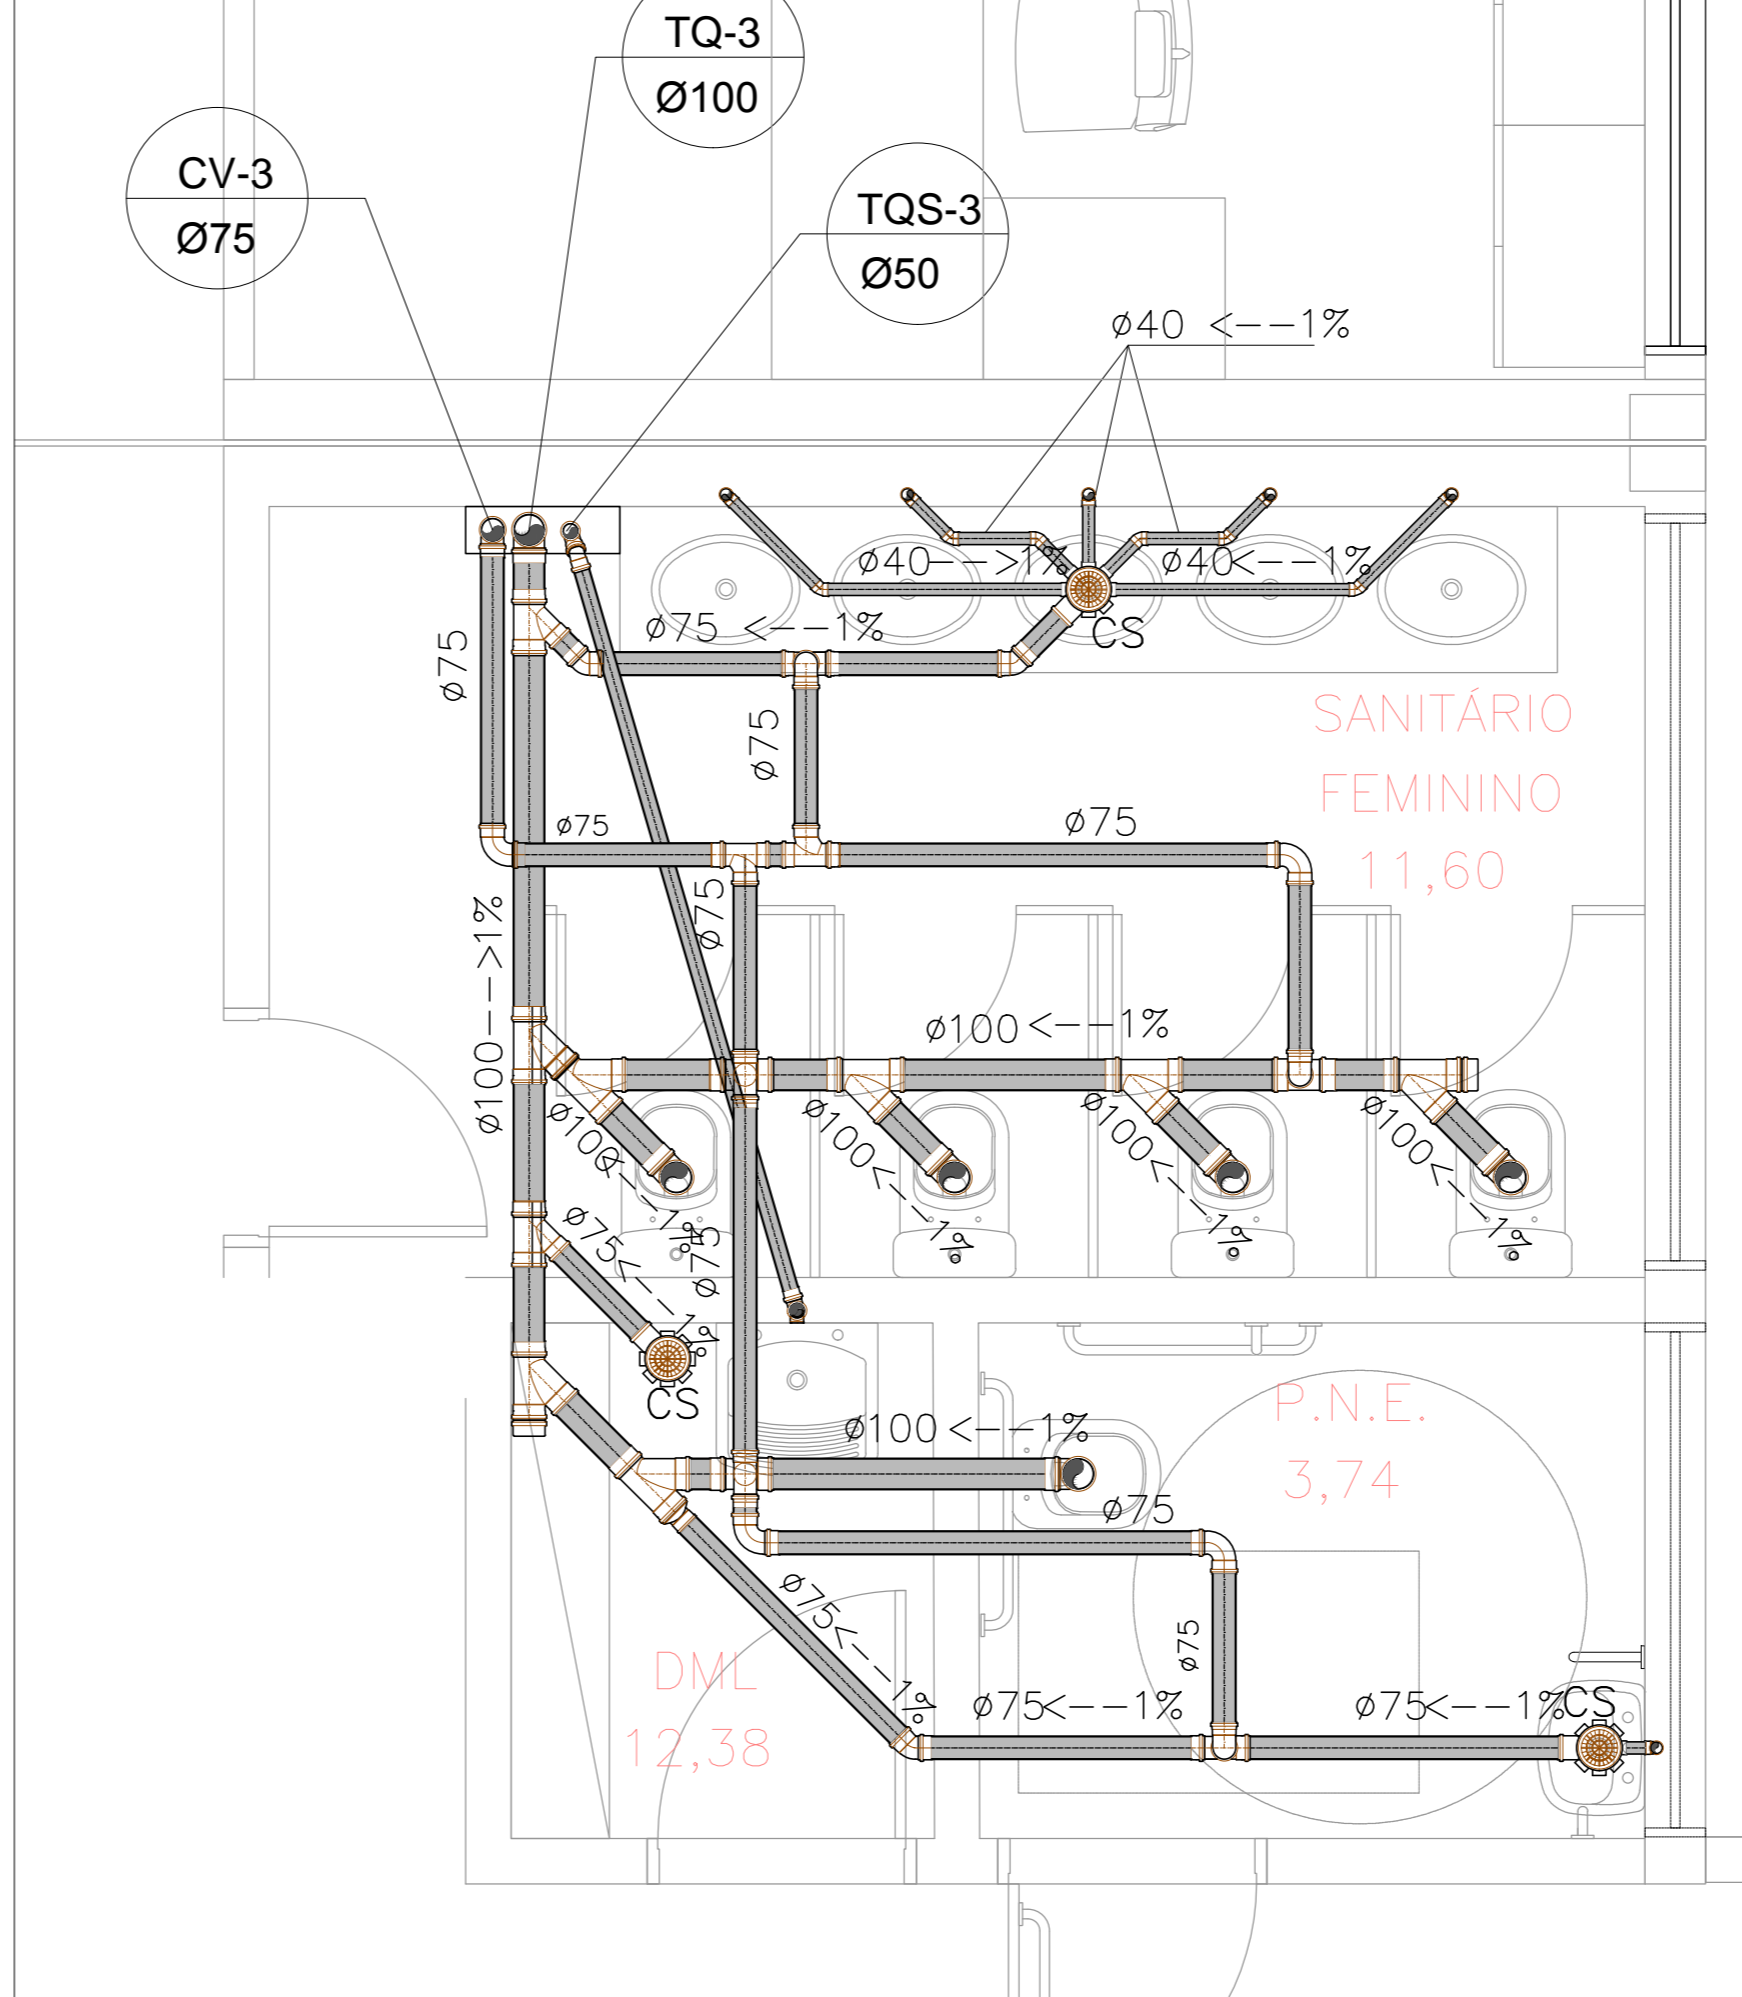 TQ-3
Ø100
CV-3
Ø75
TQS-3
Ø50
ø40 <--1%
ø40-->1%
ø40<--1%
CS
ø75 <--1%
ø75
ø75
SANITÁRIO
FEMININO
11,60
ø75
ø75
ø75
ø100-->1%
ø100<--1%
ø100<--1%
ø100<--1%
ø100<--1%
ø100<--1%
ø75<--1%
ø75
CS
ø100<--1%
P.N.E.
3,74
ø75
ø75<--1%
ø75
DML
12,38
ø75<--1%
ø75<--1%
CS